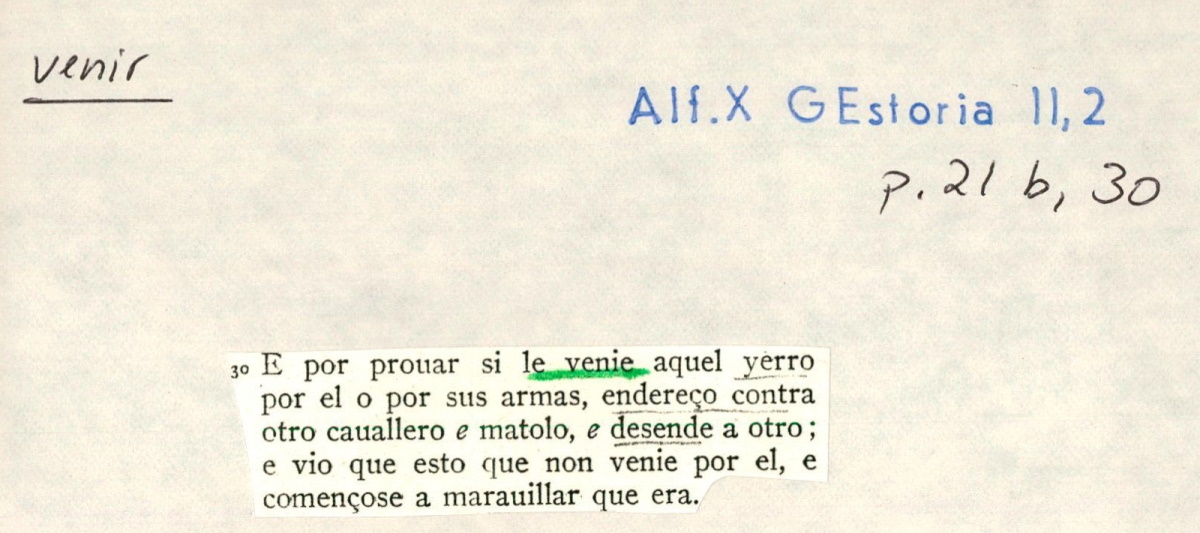 venir
Alf.X GEstoria II,2
p. 21 b, 30
30 E por prouar si le venie aquel yerro
por el o por sus armas, endereço contra
otro cauallero e matolo, e desende a otro;
e vio que esto que non venie por el, e
començose a marauillar que era.